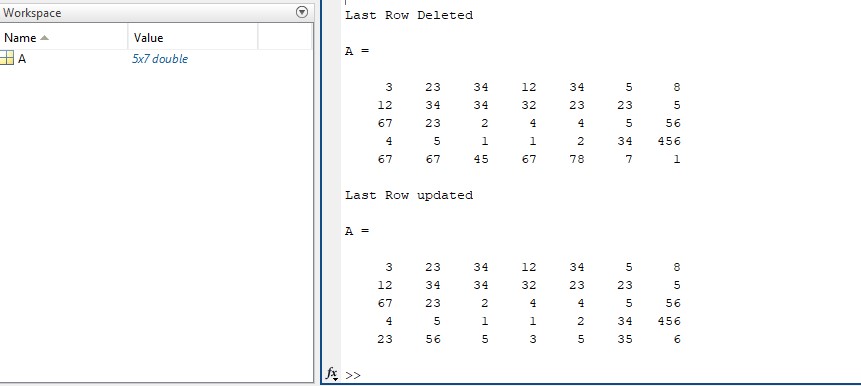 Workspace
Name Value
A 5x7 double
Last Row Deleted
A =
3 23 34 12 34 5 8
12 34 34 32 23 23 5
67 23 2 4 4 5 56
4 5 1 1 2 34 456
67 67 45 67 78 7 1
Last Row updated
A =
3 23 34 12 34 5 8
12 34 34 32 23 23 5
67 23 2 4 4 5 56
4 5 1 1 2 34 456
23 56 5 3 5 35 6
fx >>